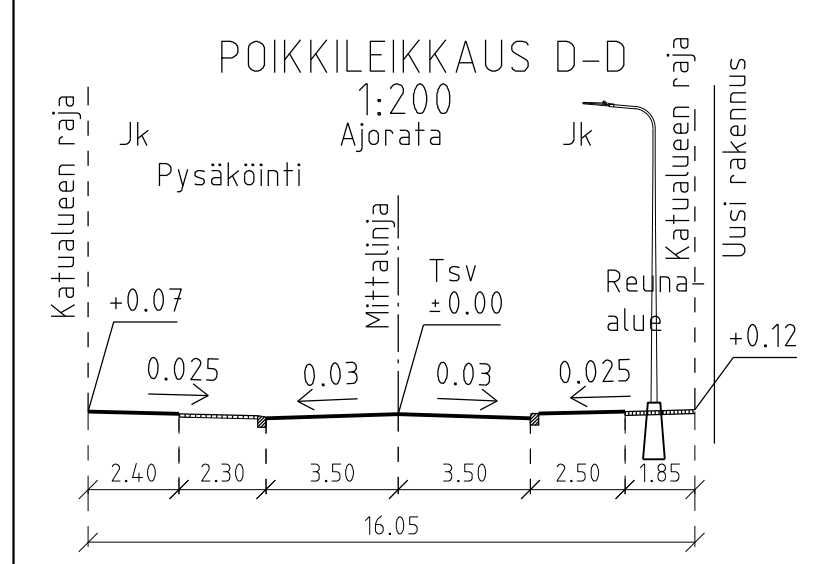 POIKKILEIKKAUS D-D
1:200
Katualueen raja
Jk
Pysäköinti
Ajorata
Jk
Katualueen raja
Uusi rakennus
Mittalinja
Tsv
±0.00
Reuna-
alue
+0.07
+0.12
0.025
0.03
0.03
0.025
2.40
2.30
3.50
3.50
2.50
1.85
16.05